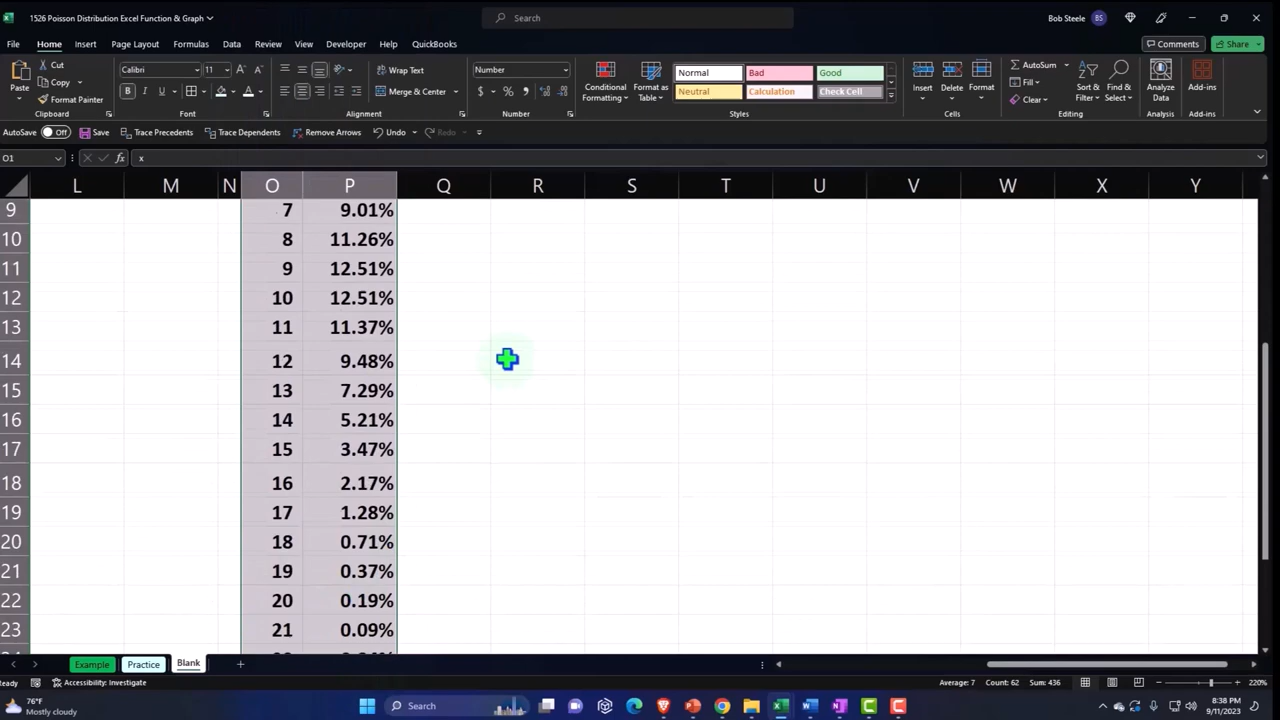 1526 Poisson Distribution Excel Function & Graph
Search
Bob Steele
BS
File
Home
Insert
Page Layout
Formulas
Data
Review
View
Developer
Help
QuickBooks
Comments
Share
Paste
Cut
Copy
Format Painter
Clipboard
Calibri
11
B I U
Font
Wrap Text
Merge & Center
Alignment
Number
$ % ,
Number
Conditional Formatting
Format as Table
Normal
Bad
Good
Neutral
Calculation
Check Cell
Styles
Insert
Delete
Format
Cells
AutoSum
Fill
Clear
Sort & Filter
Find & Select
Editing
Analyze Data
Analysis
Add-ins
Add-ins
AutoSave Off
Save
Trace Precedents
Trace Dependents
Remove Arrows
Undo
Redo
O1
fx
x
L M N O P Q R S T U V W X Y
9 7 9.01%
10 8 11.26%
11 9 12.51%
12 10 12.51%
13 11 11.37%
14 12 9.48%
15 13 7.29%
16 14 5.21%
17 15 3.47%
18 16 2.17%
19 17 1.28%
20 18 0.71%
21 19 0.37%
22 20 0.19%
23 21 0.09%
Example
Practice
Blank
Ready
Accessibility: Investigate
Average: 7
Count: 62
Sum: 436
220%
76°F
Mostly cloudy
Search
8:38 PM
9/11/2023